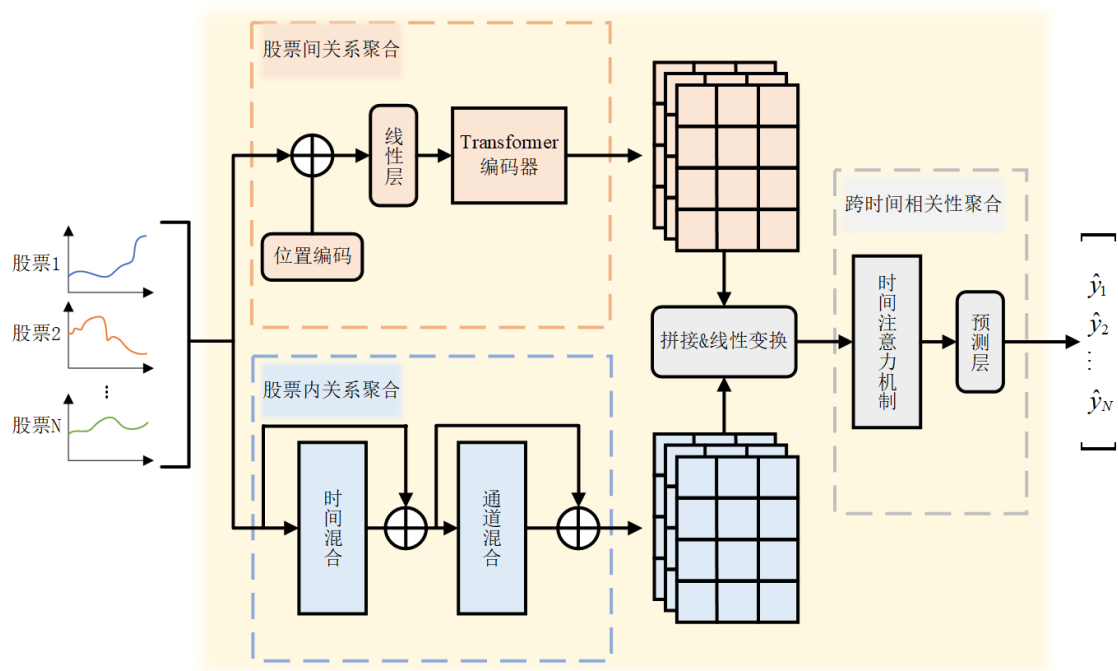 股票间关系聚合
线性层
Transformer
编码器
位置编码
股票1
股票2
⋮
股票N
股票内关系聚合
时间混合
通道混合
拼接&线性变换
跨时间相关性聚合
时间注意力机制
预测层
ŷ₁
ŷ₂
⋮
ŷ_N